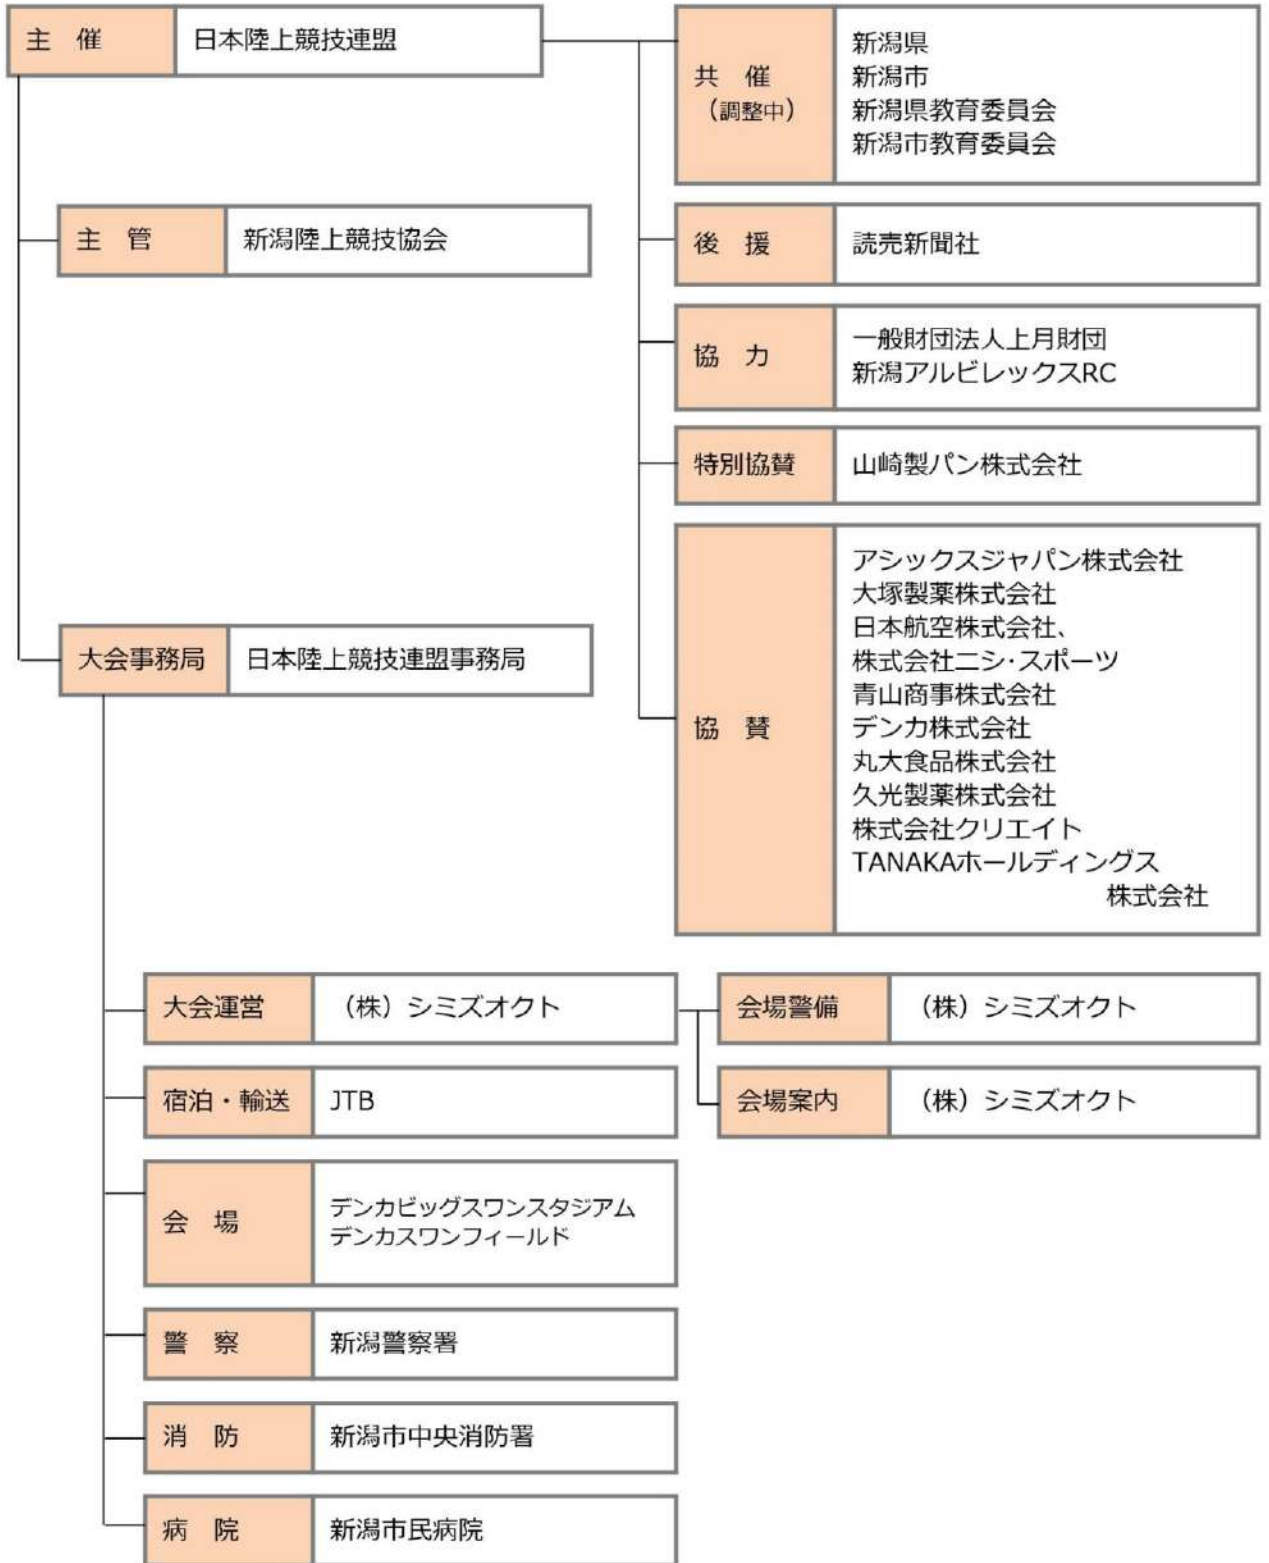 主　催
日本陸上競技連盟
共　催
（調整中）
新潟県
新潟市
新潟県教育委員会
新潟市教育委員会
主　管
新潟陸上競技協会
後　援
読売新聞社
協　力
一般財団法人上月財団
新潟アルビレックスRC
特別協賛
山崎製パン株式会社
協　賛
アシックスジャパン株式会社
大塚製薬株式会社
日本航空株式会社、
株式会社ニシ・スポーツ
青山商事株式会社
デンカ株式会社
丸大食品株式会社
久光製薬株式会社
株式会社クリエイト
TANAKAホールディングス
株式会社
大会事務局
日本陸上競技連盟事務局
大会運営
（株）シミズオクト
会場警備
（株）シミズオクト
会場案内
（株）シミズオクト
宿泊・輸送
JTB
会　場
デンカビッグスワンスタジアム
デンカスワンフィールド
警　察
新潟警察署
消　防
新潟市中央消防署
病　院
新潟市民病院